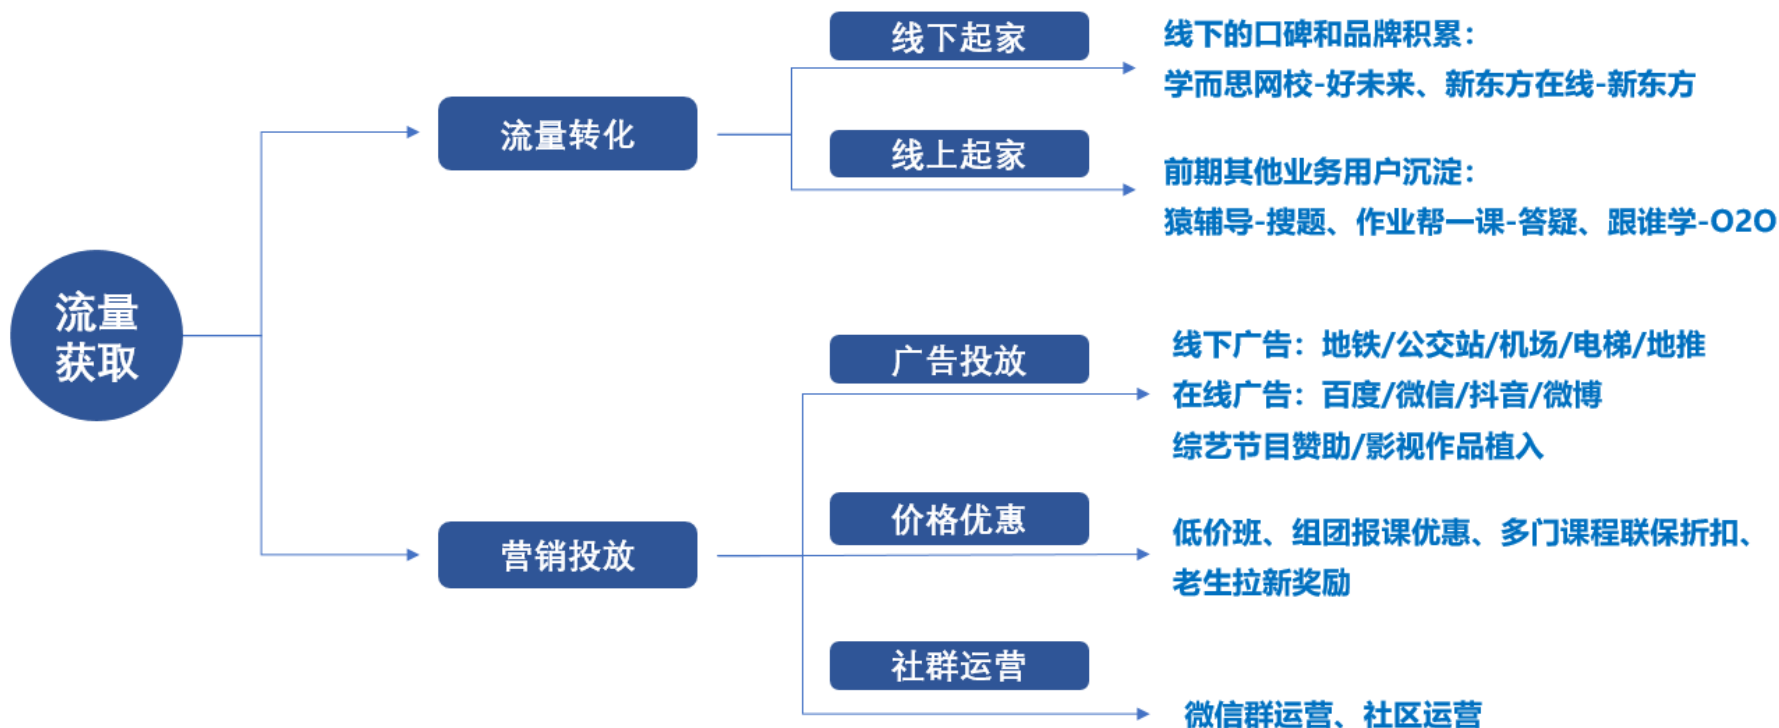 流量
获取
流量转化
线下起家
线下的口碑和品牌积累：
学而思网校-好未来、新东方在线-新东方
线上起家
前期其他业务用户沉淀：
猿辅导-搜题、作业帮一课-答疑、跟谁学-O2O
营销投放
广告投放
线下广告：地铁/公交站/机场/电梯/地推
在线广告：百度/微信/抖音/微博
综艺节目赞助/影视作品植入
价格优惠
低价班、组团报课优惠、多门课程联保折扣、
老生拉新奖励
社群运营
微信群运营、社区运营